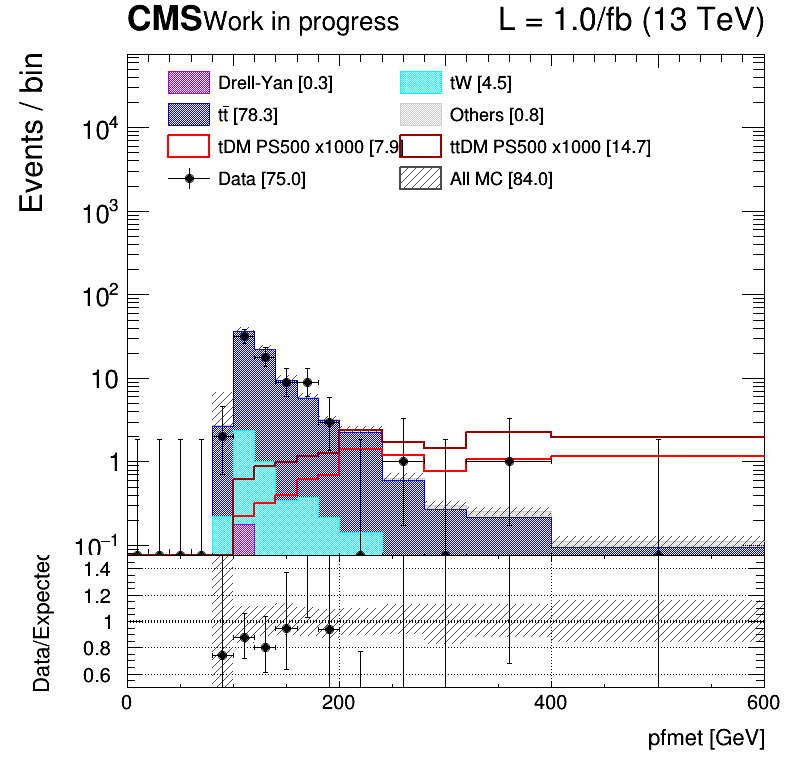 CMS Work in progress L = 1.0/fb (13 TeV)
Events / bin
Drell-Yan [0.3] tW [4.5]
tt̄ [78.3] Others [0.8]
tDM PS500 x1000 [7.9 ttDM PS500 x1000 [14.7]
Data [75.0] All MC [84.0]
10⁴
10³
10²
10
1
10⁻¹
Data/Expected
1.4
1.2
1
0.8
0.6
0 200 400 600
pfmet [GeV]